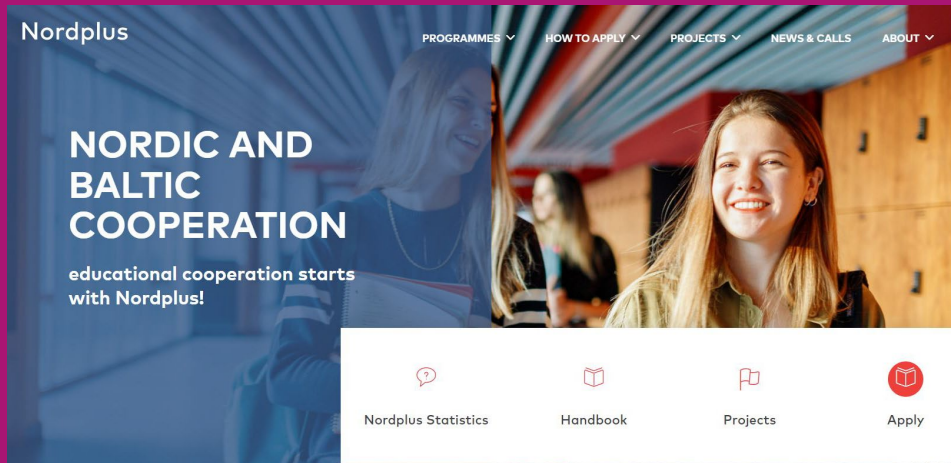 Nordplus
PROGRAMMES
HOW TO APPLY
PROJECTS
NEWS & CALLS
ABOUT
NORDIC AND
BALTIC
COOPERATION
educational cooperation starts
with Nordplus!
?
Nordplus Statistics
Handbook
Projects
Apply